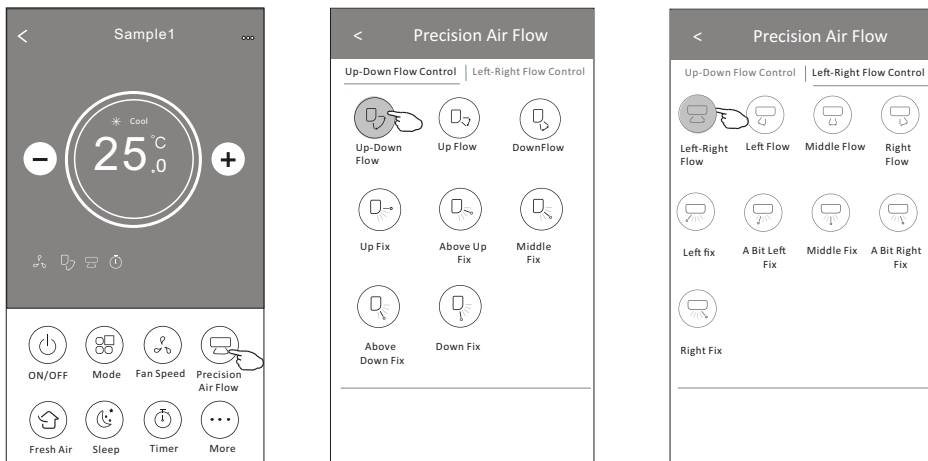 < Sample1 ...
Cool
25.0 °C
− +
ON/OFF Mode Fan Speed Precision
Air Flow
Fresh Air Sleep Timer More
< Precision Air Flow
Up-Down Flow Control Left-Right Flow Control
Up-Down Up Flow DownFlow
Flow
Up Fix Above Up Middle
Fix Fix
Above Down Fix
Down Fix
< Precision Air Flow
Up-Down Flow Control Left-Right Flow Control
Left-Right Left Flow Middle Flow Right
Flow Flow
Left fix A Bit Left Middle Fix A Bit Right
Fix Fix
Right Fix